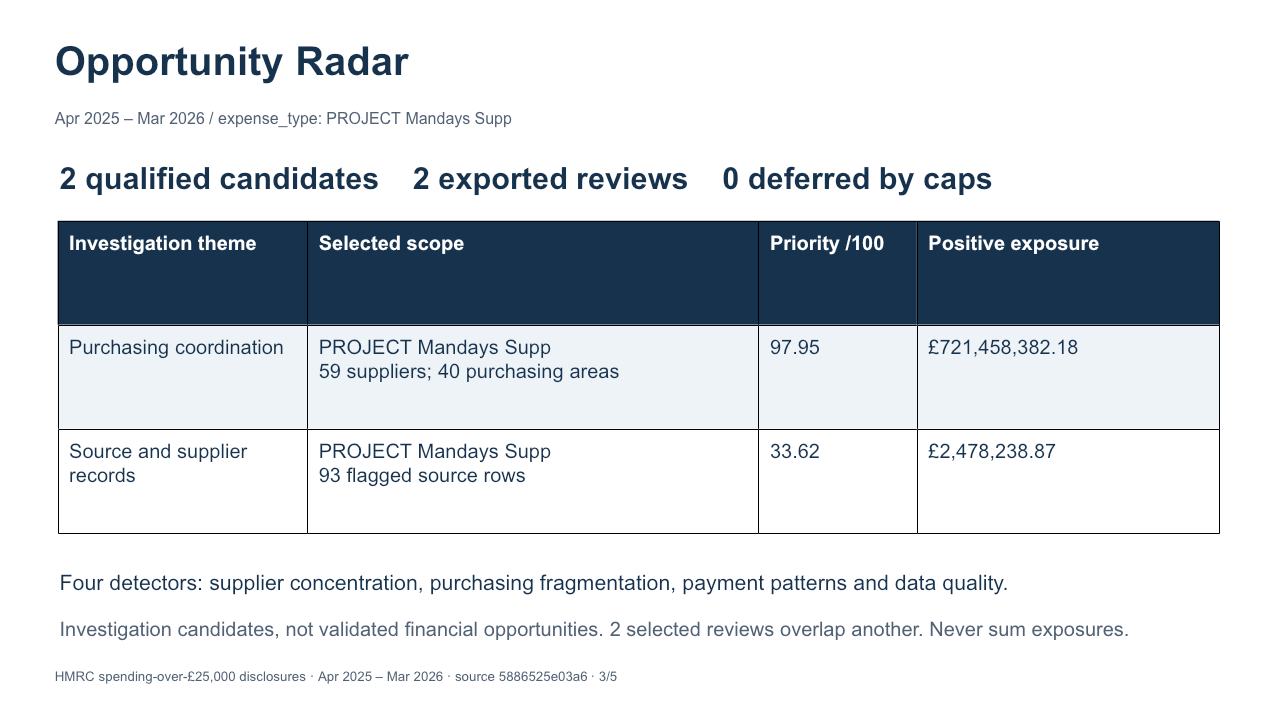 Opportunity Radar
Apr 2025 – Mar 2026 / expense_type: PROJECT Mandays Supp
2 qualified candidates 2 exported reviews 0 deferred by caps
Investigation theme Selected scope Priority /100 Positive exposure
Purchasing coordination PROJECT Mandays Supp 97.95 £721,458,382.18
59 suppliers; 40 purchasing areas
Source and supplier PROJECT Mandays Supp 33.62 £2,478,238.87
records 93 flagged source rows
Four detectors: supplier concentration, purchasing fragmentation, payment patterns and data quality.
Investigation candidates, not validated financial opportunities. 2 selected reviews overlap another. Never sum exposures.
HMRC spending-over-£25,000 disclosures · Apr 2025 – Mar 2026 · source 5886525e03a6 · 3/5